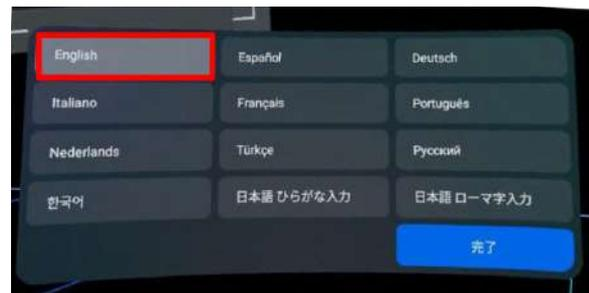 English
Español
Deutsch
Italiano
Français
Português
Nederlands
Türkçe
Русский
한국어
日本語 ひらがな入力
日本語 ローマ字入力
完了